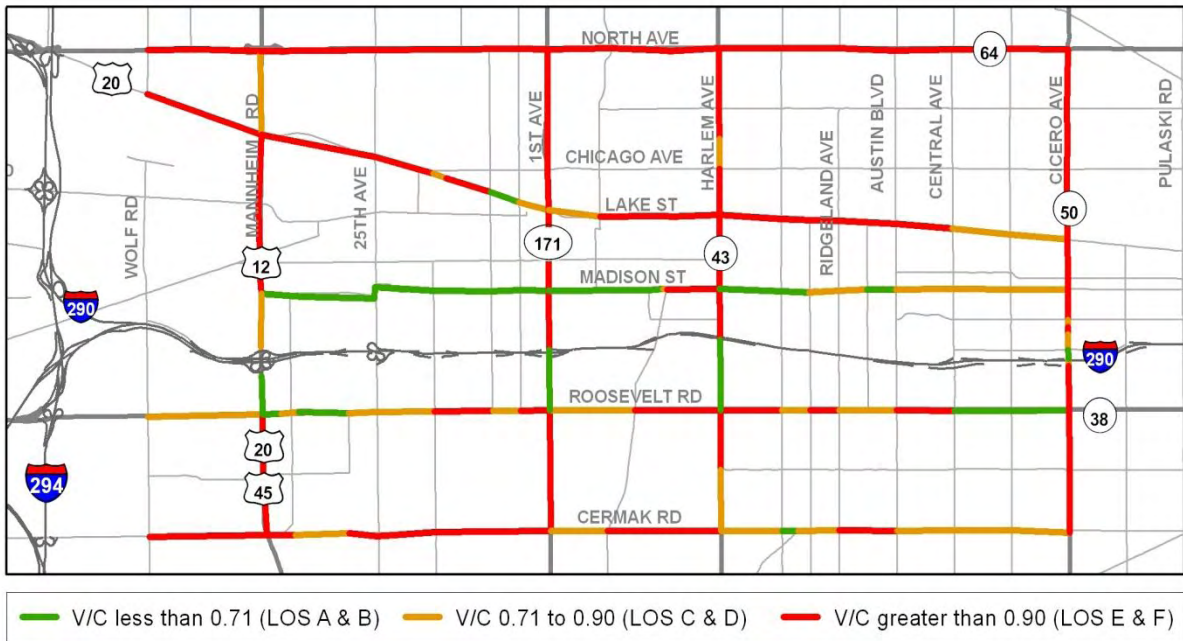 NORTH AVE
64
20
MANNHEIM RD
1ST AVE
HARLEM AVE
CHICAGO AVE
RIDGELAND AVE
AUSTIN BLVD
CENTRAL AVE
CICERO AVE
PULASKI RD
WOLF RD
25TH AVE
LAKE ST
50
171
43
12
MADISON ST
290
290
ROOSEVELT RD
38
20
294
45
CERMAK RD
V/C less than 0.71 (LOS A & B)
V/C 0.71 to 0.90 (LOS C & D)
V/C greater than 0.90 (LOS E & F)